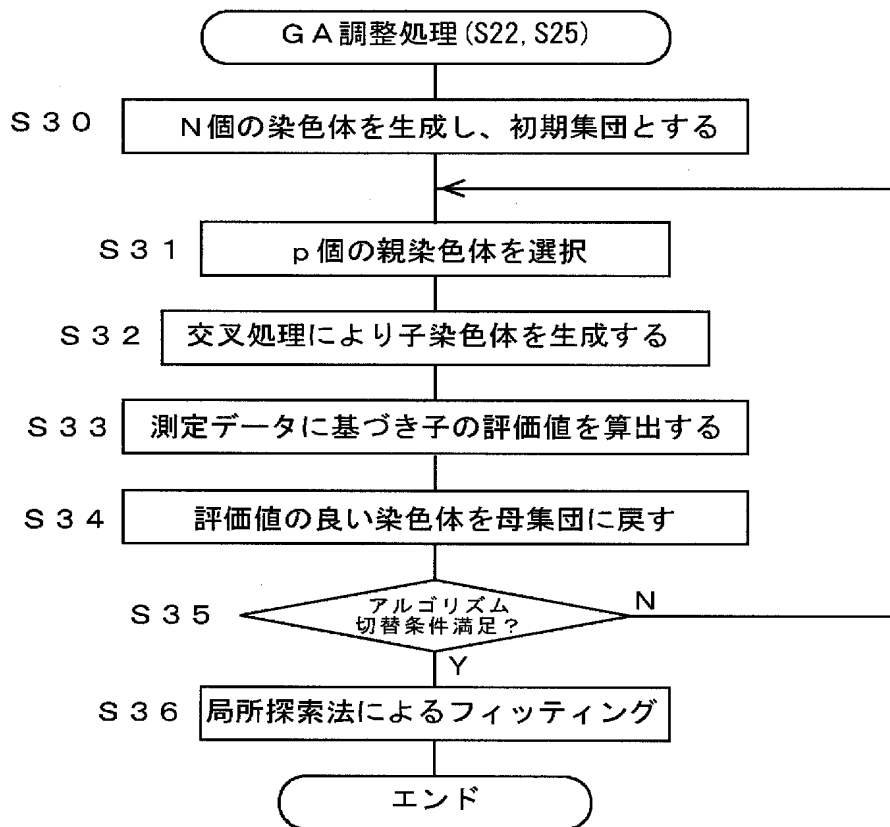 GA調整処理(S22, S25)
S30
N個の染色体を生成し、初期集団とする
S31
p個の親染色体を選択
S32
交叉処理により子染色体を生成する
S33
測定データに基づき子の評価値を算出する
S34
評価値の良い染色体を母集団に戻す
S35
アルゴリズム
切替条件満足？
N
Y
S36
局所探索法によるフィッティング
エンド